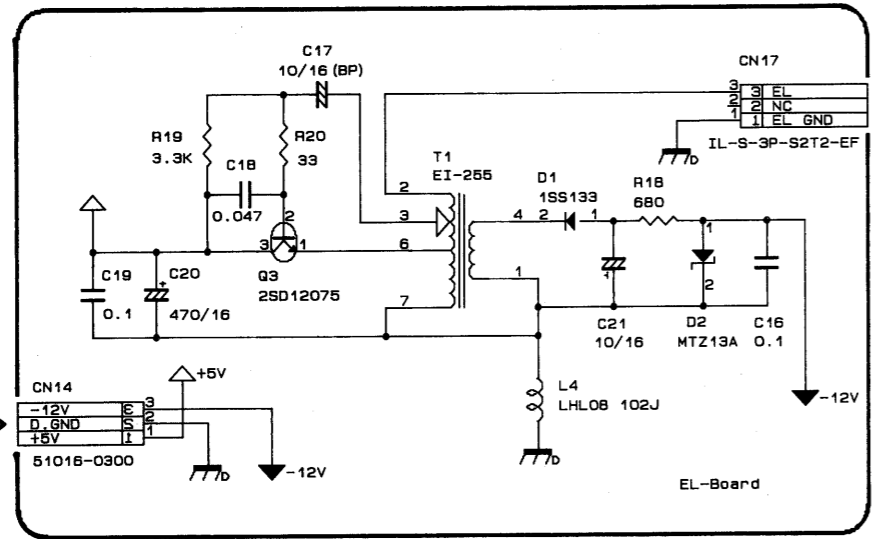 C17
10/16 (BP)
CN17
3 3 EL
2 2 NC
1 1 EL GND
IL-S-3P-S2T2-EF
D
R19
3.3K
R20
33
C18
0.047
T1
EI-255
D1
1SS133
R18
680
2
3
6
7
4
1
2
1
2
3
1
Q3
2SD12075
C19
0.1
+
C20
470/16
+
C21
10/16
1
2
D2
MTZ13A
C16
0.1
-12V
L4
LHL08 102J
D
+5V
CN14
-12V 3 3
D.GND 2 2
+5V 1 1
51016-0300
D
-12V
EL-Board